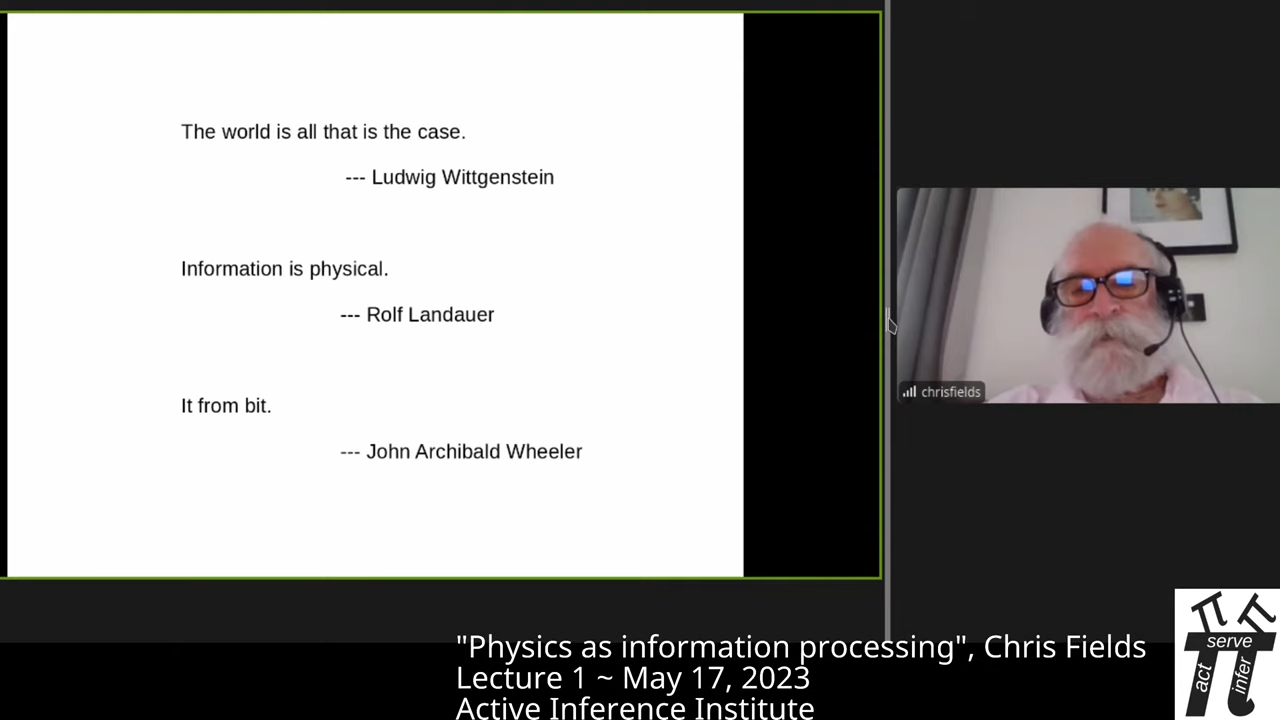 The world is all that is the case.
--- Ludwig Wittgenstein
Information is physical.
--- Rolf Landauer
It from bit.
--- John Archibald Wheeler
chrisfields
"Physics as information processing", Chris Fields
Lecture 1 ~ May 17, 2023
Active Inference Institute
serve
act
infer